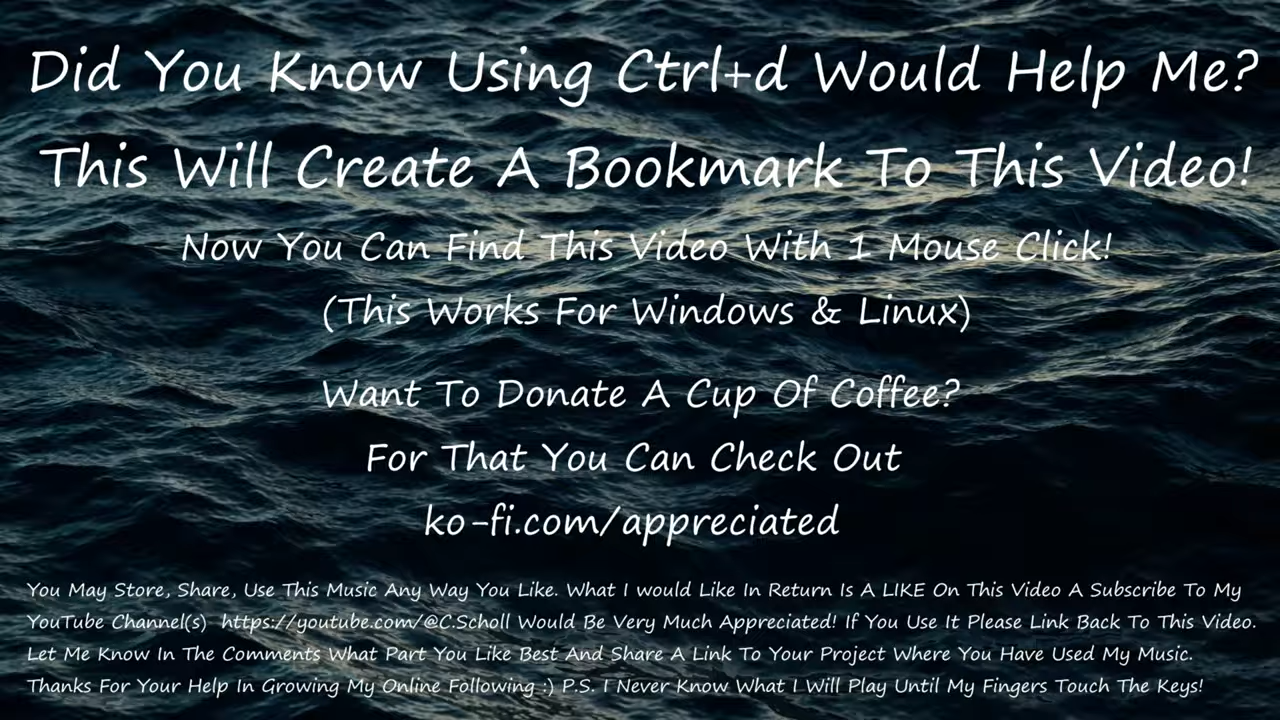 Did You Know Using Ctrl+d Would Help Me?
This Will Create A Bookmark To This Video!
Now You Can Find This Video With 1 Mouse Click!
(This Works For Windows & Linux)
Want To Donate A Cup Of Coffee?
For That You Can Check Out
ko-fi.com/appreciated
You May Store, Share, Use This Music Any Way You Like. What I would Like In Return Is A LIKE On This Video A Subscribe To My
YouTube Channel(s)  https://youtube.com/@C.Scholl Would Be Very Much Appreciated! If You Use It Please Link Back To This Video.
Let Me Know In The Comments What Part You Like Best And Share A Link To Your Project Where You Have Used My Music.
Thanks For Your Help In Growing My Online Following :) P.S. I Never Know What I Will Play Until My Fingers Touch The Keys!